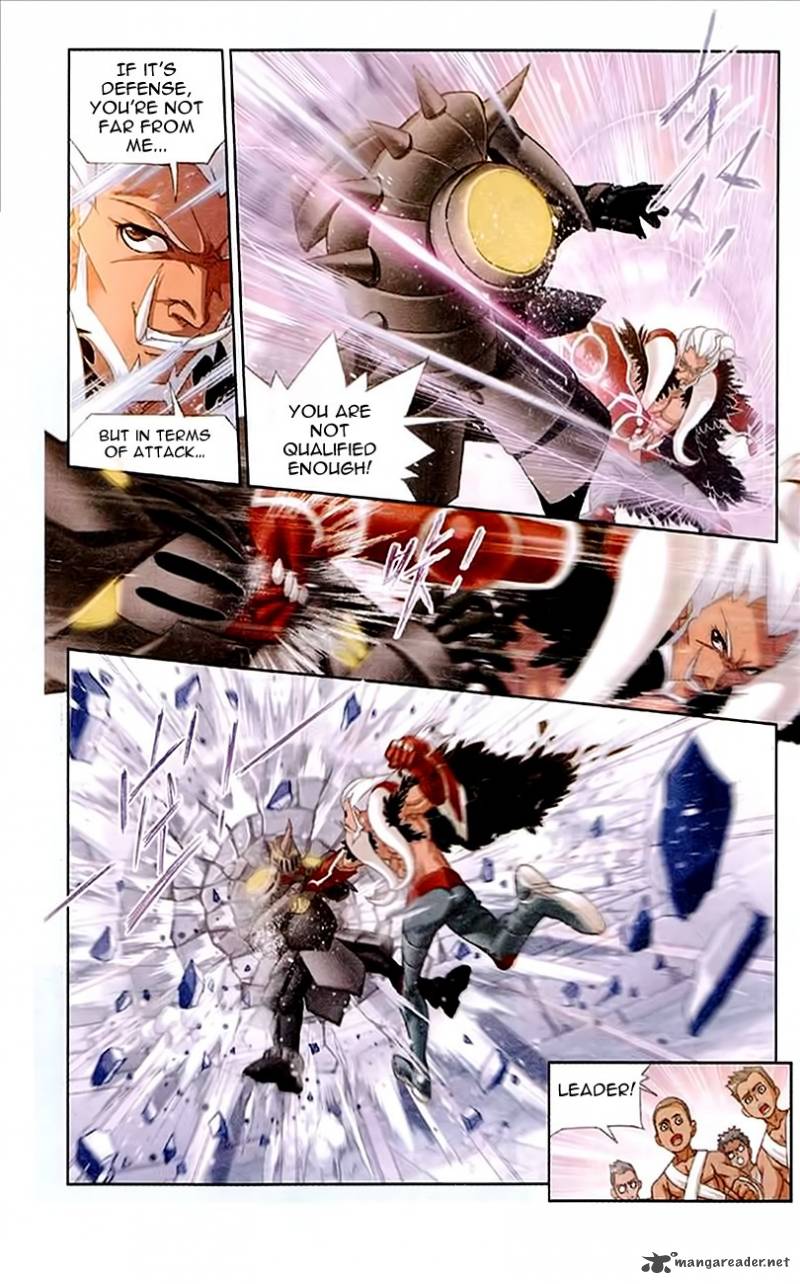 IF IT'S
DEFENSE,
YOU'RE NOT
FAR FROM
ME...
BUT IN TERMS
OF ATTACK...
YOU ARE
NOT
QUALIFIED
ENOUGH!
LEADER!
mangareader.net